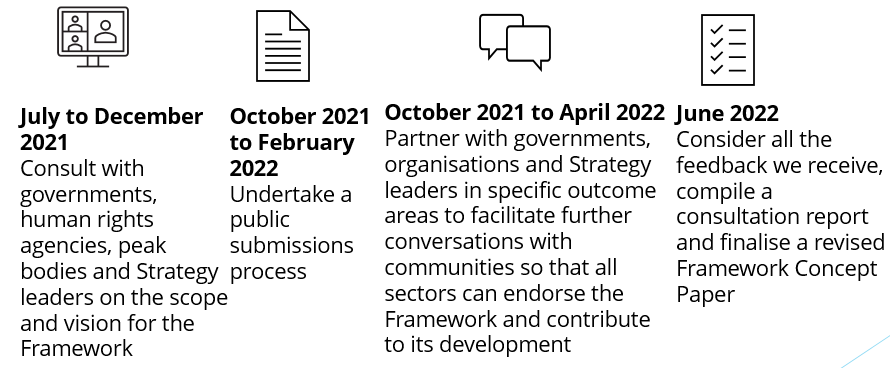 July to December
2021
Consult with
governments,
human rights
agencies, peak
bodies and Strategy
leaders on the scope
and vision for the
Framework
October 2021
to February
2022
Undertake a
public
submissions
process
October 2021 to April 2022
Partner with governments,
organisations and Strategy
leaders in specific outcome
areas to facilitate further
conversations with
communities so that all
sectors can endorse the
Framework and contribute
to its development
June 2022
Consider all the
feedback we receive,
compile a
consultation report
and finalise a revised
Framework Concept
Paper